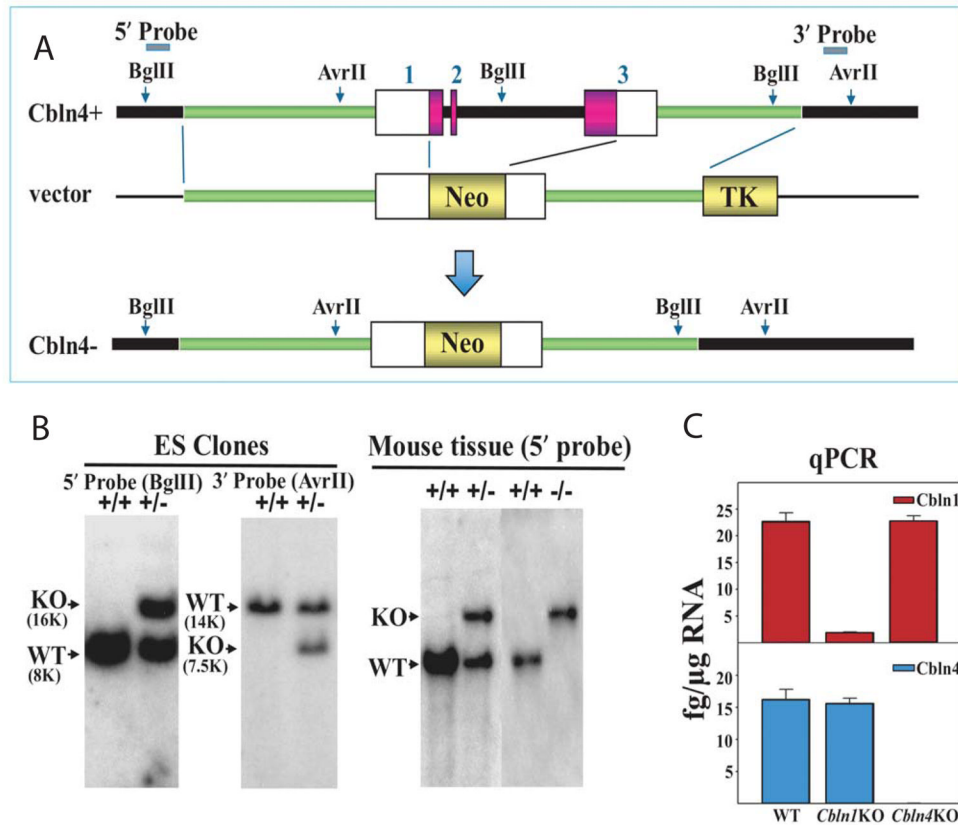 A
5′ Probe
3′ Probe
BglII
AvrII
1
2
BglII
3
BglII
AvrII
Cbln4+
vector
Neo
TK
BglII
AvrII
BglII
AvrII
Cbln4-
Neo
B
ES Clones
5′ Probe (BglII)
3′ Probe (AvrII)
+/+
+/-
+/+
+/-
KO
(16K)
WT
(8K)
WT
(14K)
KO
(7.5K)
Mouse tissue (5′ probe)
+/+
+/-
+/+
-/-
KO
WT
C
qPCR
fg/μg RNA
Cbln1
25
20
15
10
5
Cbln4
20
15
10
5
WT
Cbln1KO
Cbln4KO